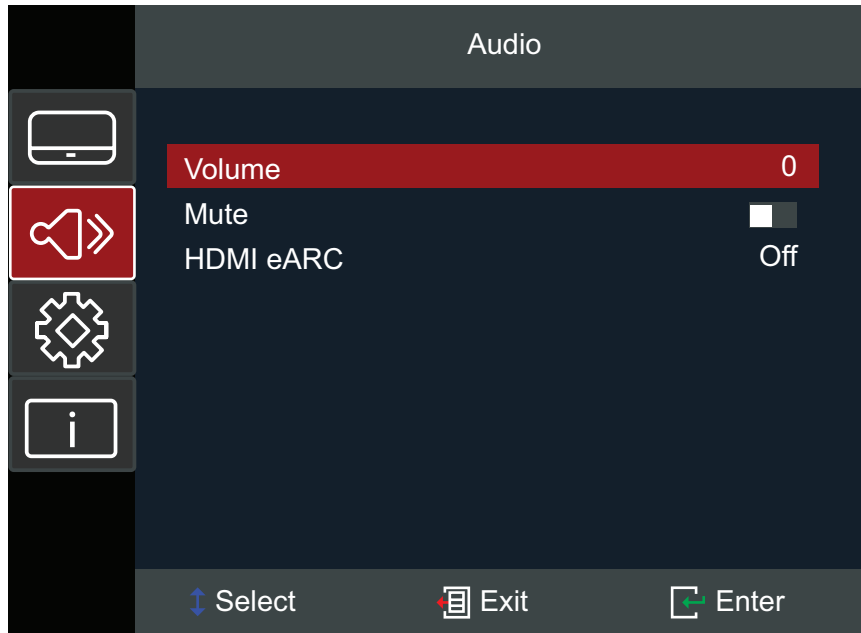 Audio
Volume 0
Mute
HDMI eARC Off
i
Select Exit Enter